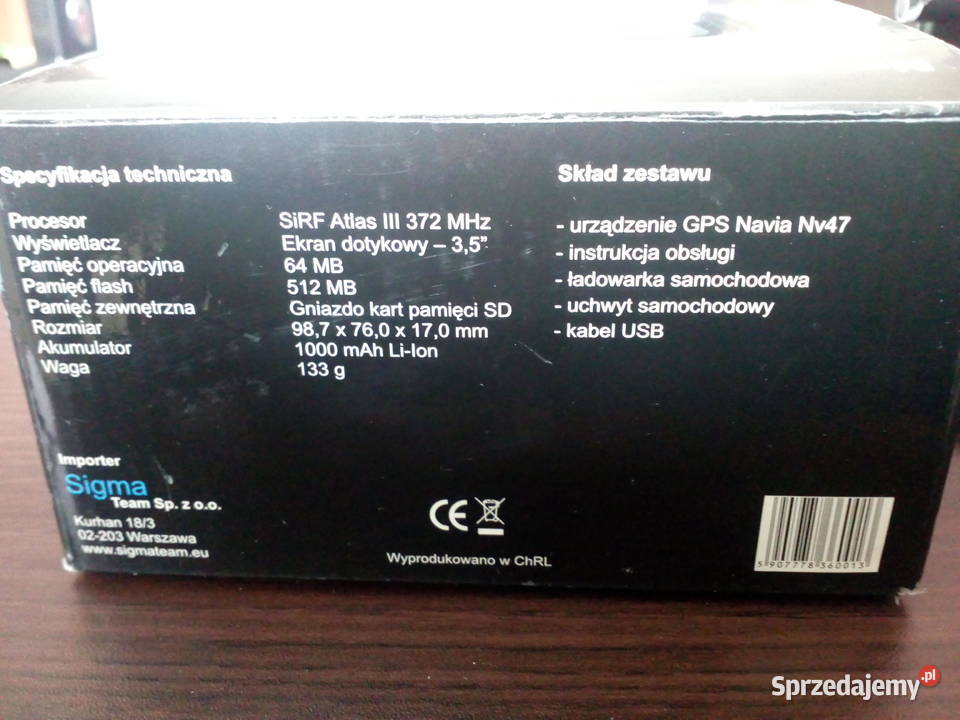 Specyfikacja techniczna
Procesor SiRF Atlas III 372 MHz
Wyświetlacz Ekran dotykowy – 3,5”
Pamięć operacyjna 64 MB
Pamięć flash 512 MB
Pamięć zewnętrzna Gniazdo kart pamięci SD
Rozmiar 98,7 x 76,0 x 17,0 mm
Akumulator 1000 mAh Li-Ion
Waga 133 g
Skład zestawu
- urządzenie GPS Navia Nv47
- instrukcja obsługi
- ładowarka samochodowa
- uchwyt samochodowy
- kabel USB
Importer
Sigma
Team Sp. z o.o.
Kurhan 18/3
02-203 Warszawa
www.sigmateam.eu
CE
Wyprodukowano w ChRL
5 907778 360013
Sprzedajemy.pl